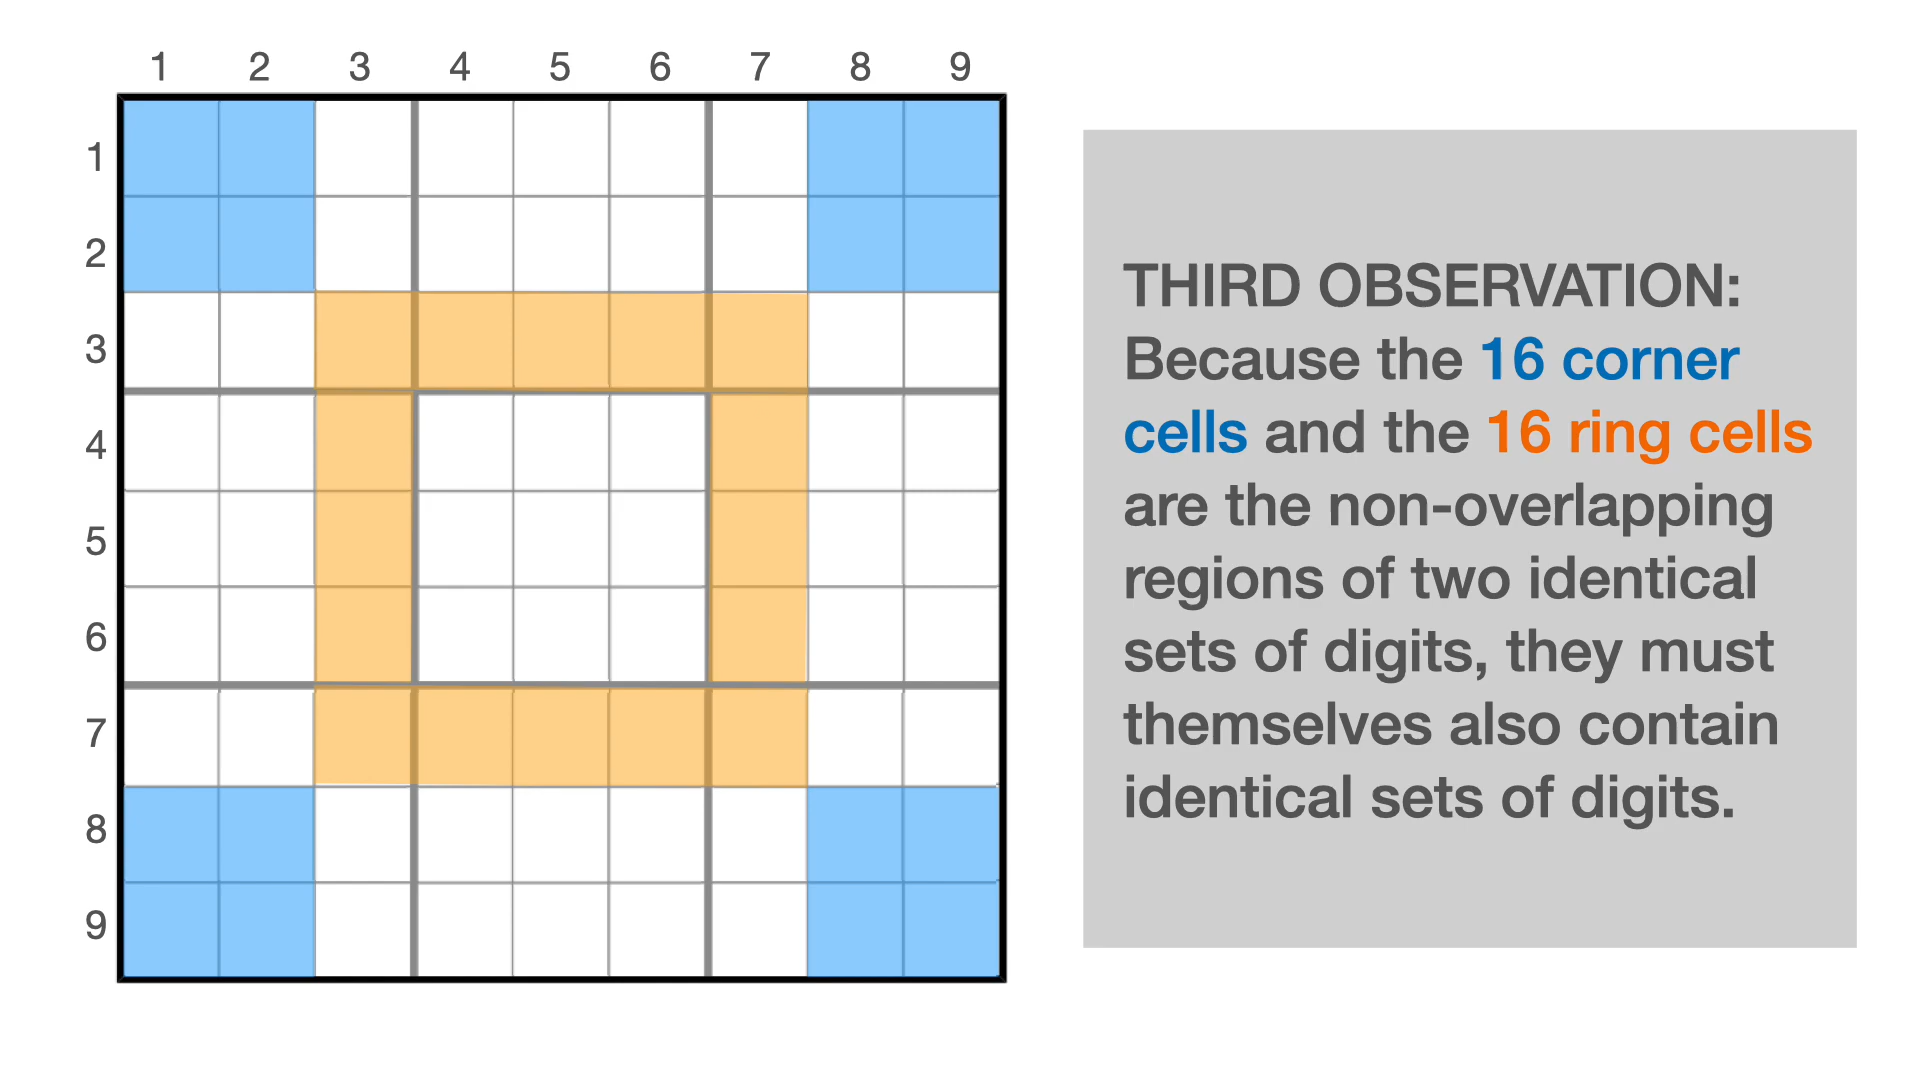 1 2 3 4 5 6 7 8 9
1
2
3
4
5
6
7
8
9
THIRD OBSERVATION:
Because the 16 corner
cells and the 16 ring cells
are the non-overlapping
regions of two identical
sets of digits, they must
themselves also contain
identical sets of digits.